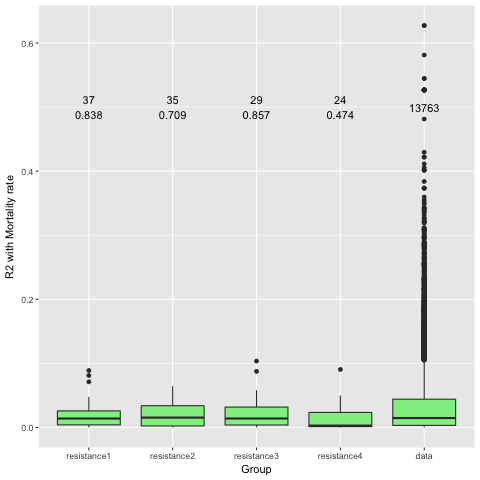 0.6
37 35 29 24
13763
0.838 0.709 0.857 0.474
0.4
R2 with Mortality rate
0.2
0.0
resistance1 resistance2 resistance3 resistance4 data
Group